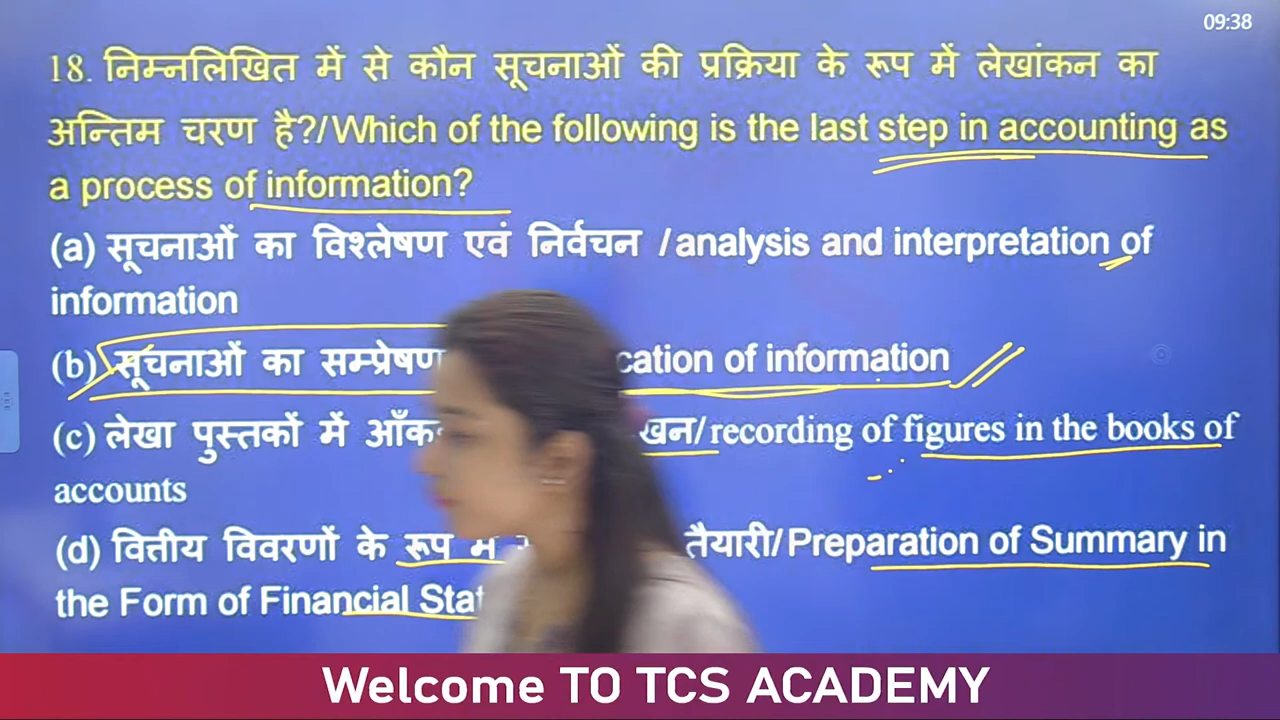 09:38
18. निम्नलिखित में से कौन सूचनाओं की प्रक्रिया के रूप में लेखांकन का
अन्तिम चरण है?/Which of the following is the last step in accounting as
a process of information?
(a) सूचनाओं का विश्लेषण एवं निर्वचन /analysis and interpretation of
information
(b) सूचनाओं का सम्प्रेषण of information
(c) लेखा पुस्तकों में recording of figures in the books of
accounts
(d) वित्तीय विवरणों के रूप में तैयारी/Preparation of Summary in
the Form of Financial
Welcome TO TCS ACADEMY